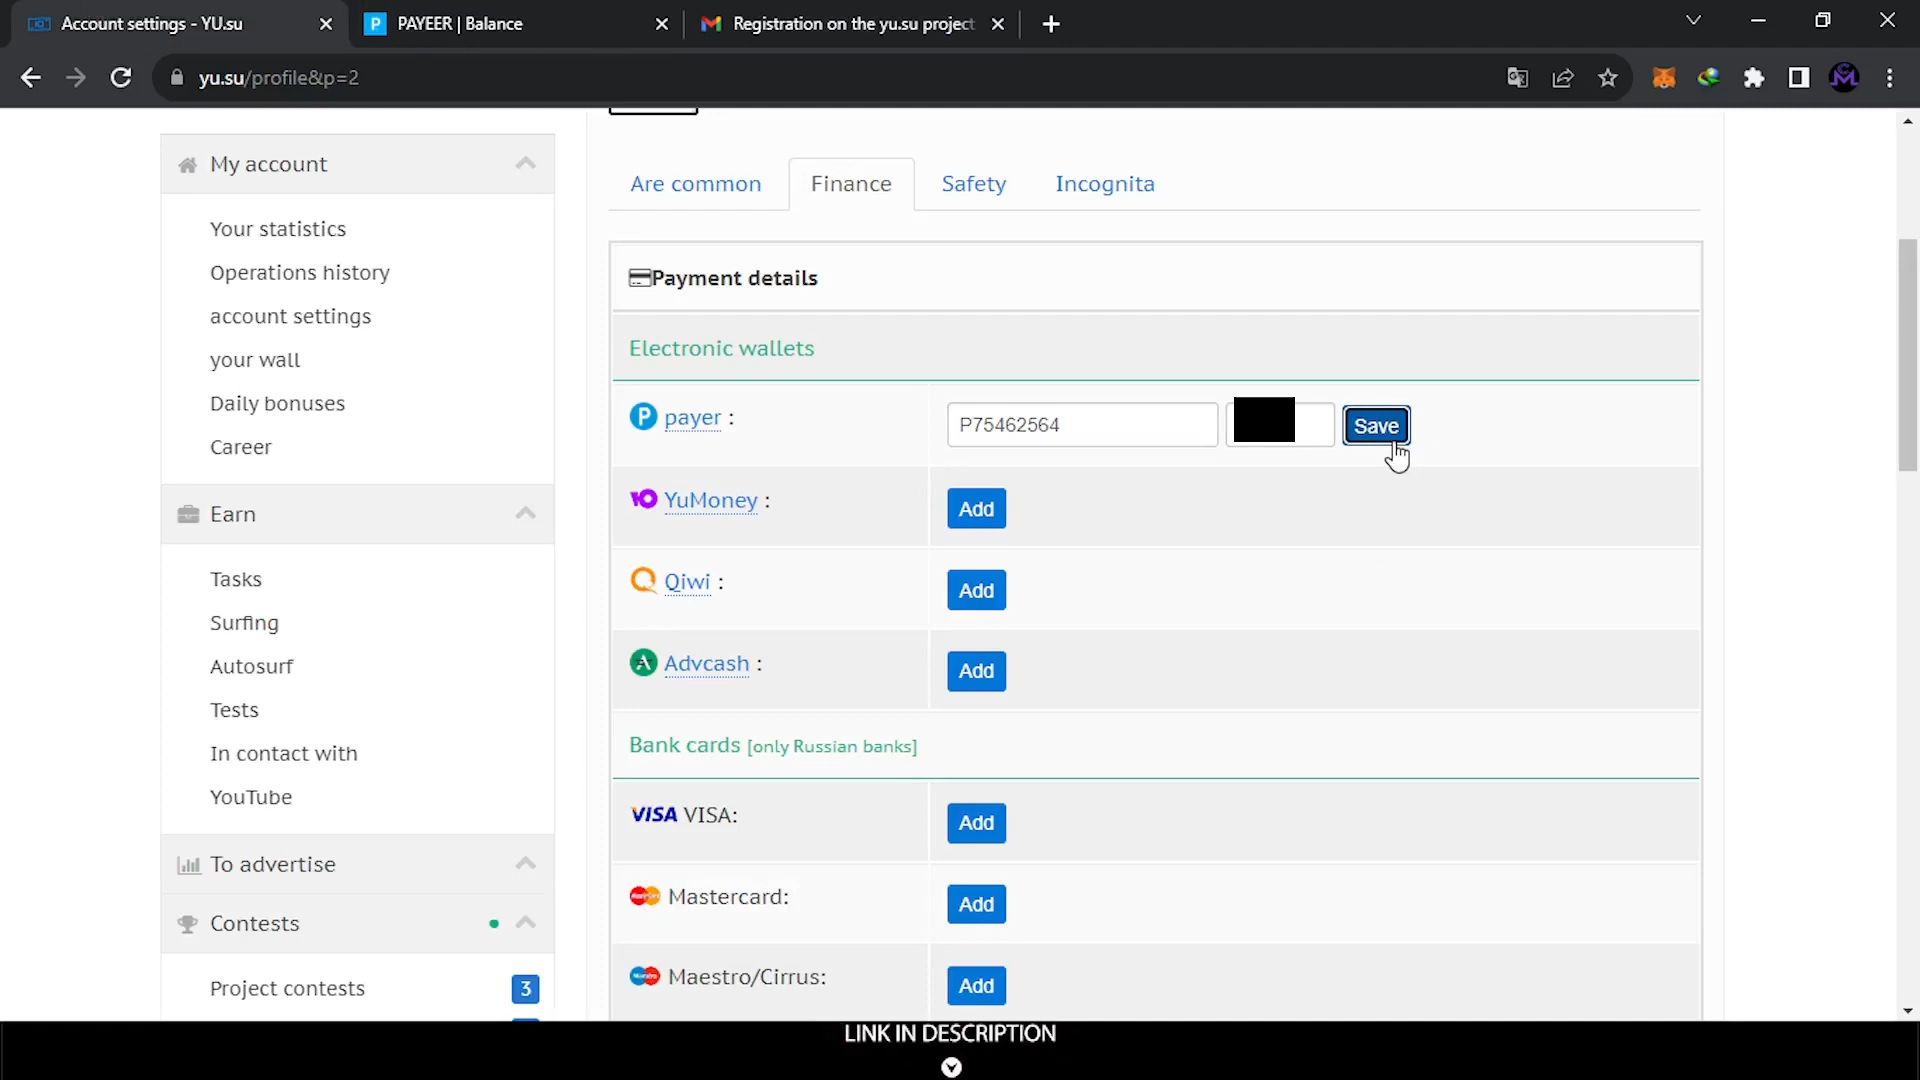 Account settings - YU.su
PAYEER | Balance
Registration on the yu.su project
yu.su/profile&p=2
My account
Your statistics
Operations history
account settings
your wall
Daily bonuses
Career
Earn
Tasks
Surfing
Autosurf
Tests
In contact with
YouTube
To advertise
Contests
Project contests 3
Are common Finance Safety Incognita
Payment details
Electronic wallets
payer : P75462564 Save
YuMoney : Add
Qiwi : Add
Advcash : Add
Bank cards [only Russian banks]
VISA VISA: Add
Mastercard: Add
Maestro/Cirrus: Add
LINK IN DESCRIPTION